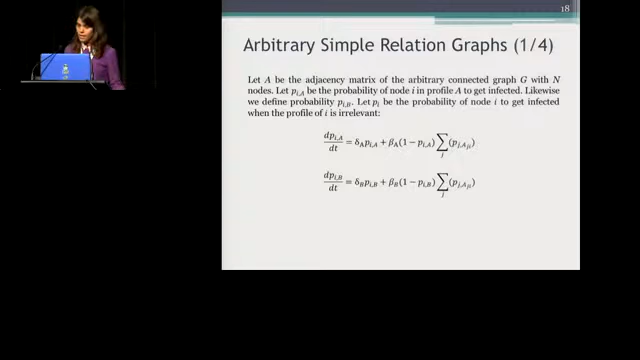 18
Arbitrary Simple Relation Graphs (1/4)
Let A be the adjacency matrix of the arbitrary connected graph G with N
nodes. Let p_{i,A} be the probability of node i in profile A to get infected. Likewise
we define probability p_{i,B}. Let p_i be the probability of node i to get infected
when the profile of i is irrelevant:
dp_{i,A}/dt = δ_A p_{i,A} + β_A(1 − p_{i,A}) ∑_j (p_{j,A_{ji}})
dp_{i,B}/dt = δ_B p_{i,B} + β_B(1 − p_{i,B}) ∑_j (p_{j,A_{ji}})